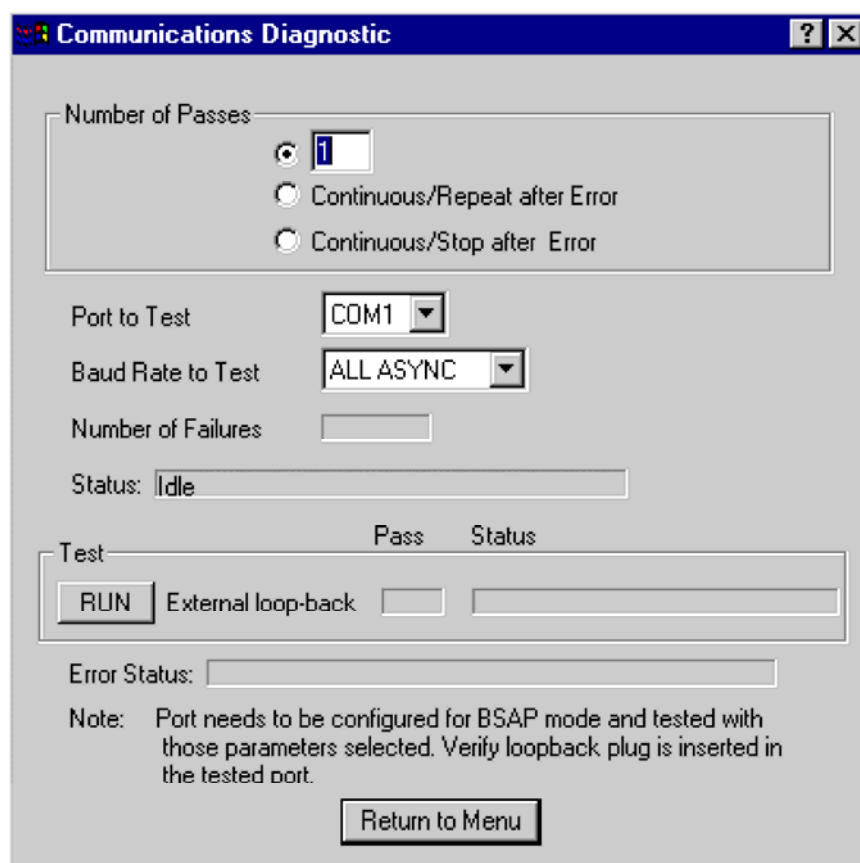 Communications Diagnostic
Number of Passes
1
Continuous/Repeat after Error
Continuous/Stop after Error
Port to Test COM1
Baud Rate to Test ALL ASYNC
Number of Failures
Status: Idle
Pass Status
Test
RUN External loop-back
Error Status:
Note: Port needs to be configured for BSAP mode and tested with
those parameters selected. Verify loopback plug is inserted in
the tested port.
Return to Menu